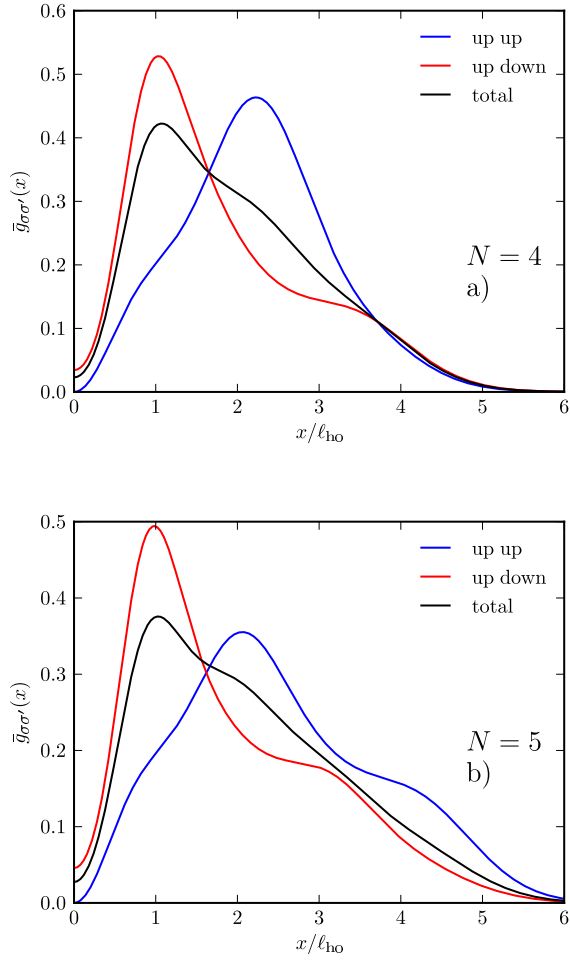 0.6
0.5
0.4
0.3
0.2
0.1
0.0
ḡσσ′(x)
up up
up down
total
N = 4
a)
0 1 2 3 4 5 6
x/ℓho
0.5
0.4
0.3
0.2
0.1
0.0
ḡσσ′(x)
up up
up down
total
N = 5
b)
0 1 2 3 4 5 6
x/ℓho